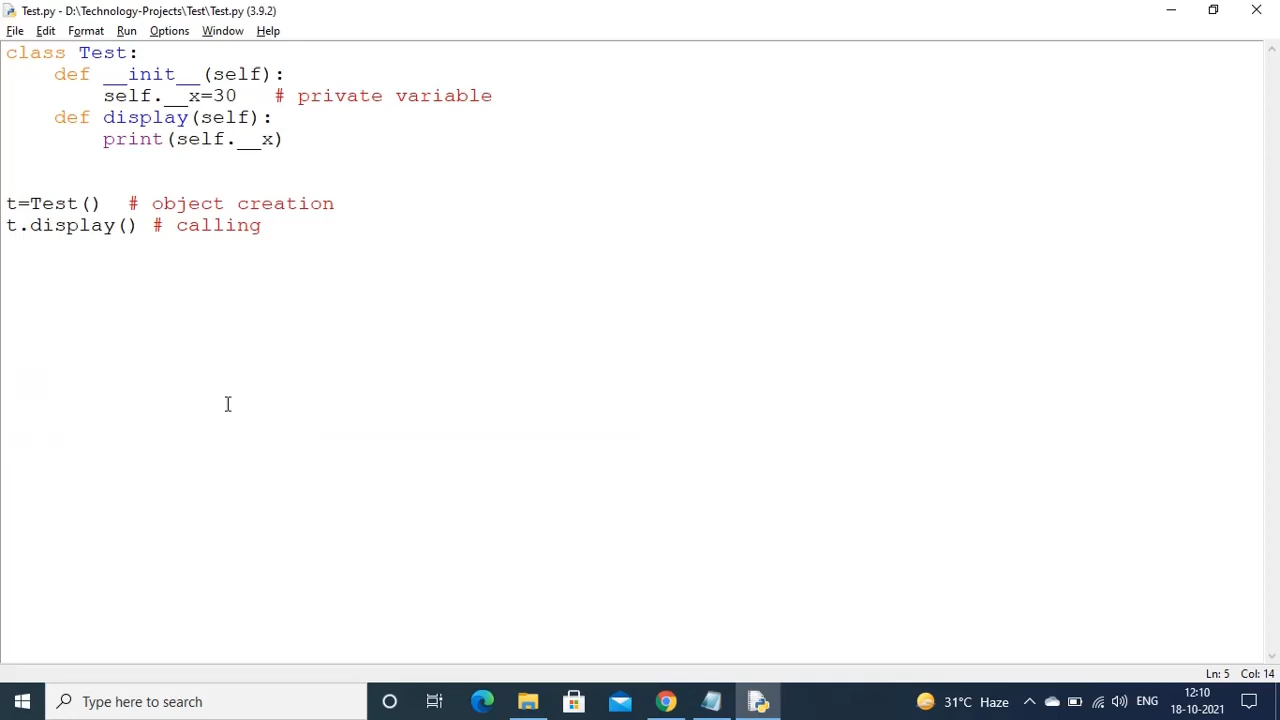 Test.py - D:\Technology-Projects\Test\Test.py (3.9.2)
File Edit Format Run Options Window Help
class Test:
    def __init__(self):
        self.__x=30   # private variable
    def display(self):
        print(self.__x)
t=Test()  # object creation
t.display() # calling
Ln: 5 Col: 14
Type here to search
31°C Haze
ENG
12:10
18-10-2021